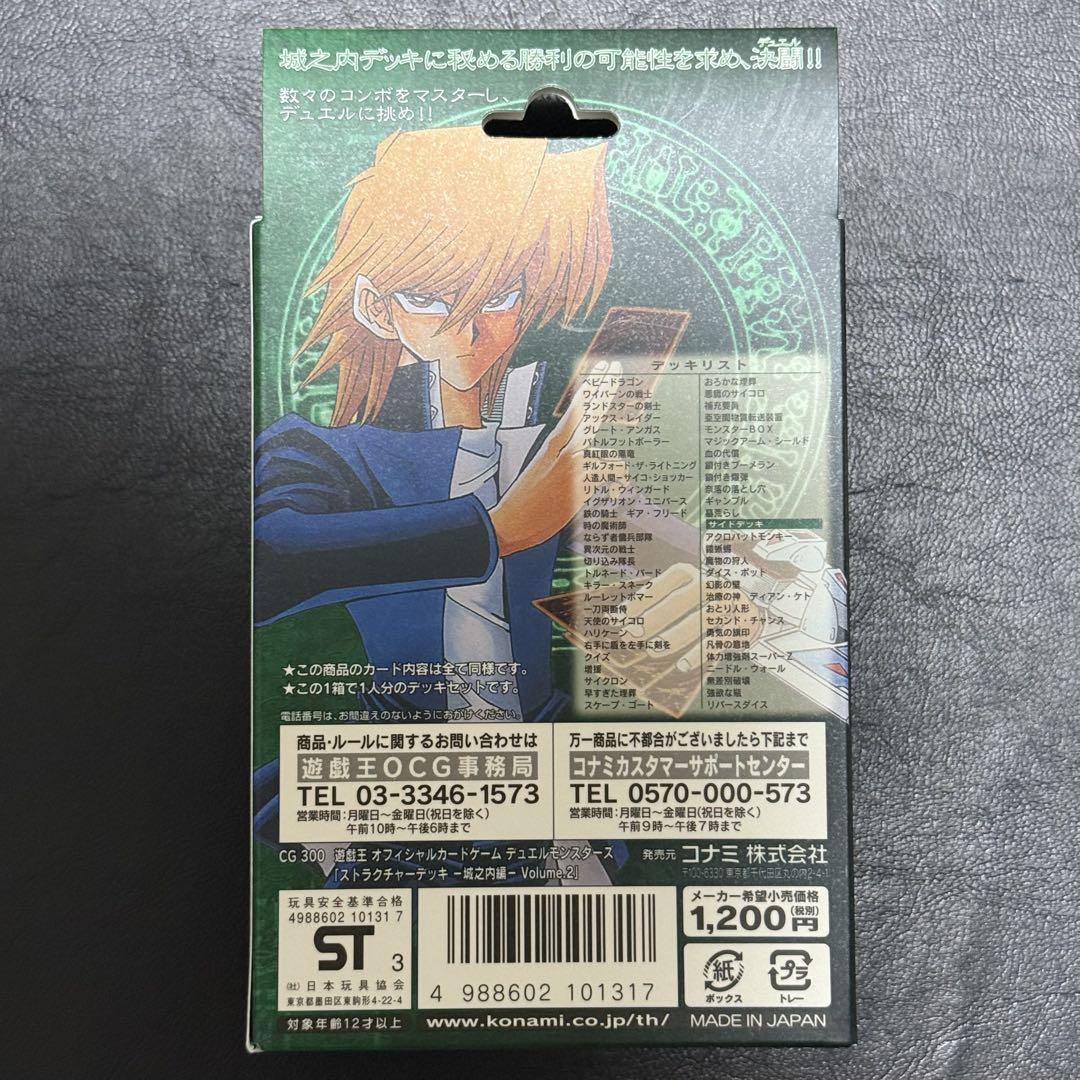 城之内デッキに秘める勝利の可能性を求め、決闘!!
デュエル
数々のコンボをマスターし、
デュエルに挑め!!
デッキリスト
ベビードラゴン
ワイバーンの戦士
ランドスターの剣士
アックス・レイダー
グレート・アンガス
バトルフットボーラー
真紅眼の黒竜
ギルフォード・ザ・ライトニング
人造人間-サイコ・ショッカー
リトル・ウィンガード
イグザリオン・ユニバース
鉄の騎士 ギア・フリード
時の魔術師
ならず者傭兵部隊
異次元の戦士
切り込み隊長
トルネード・バード
キラー・スネーク
ルーレットボマー
一刀両断侍
天使のサイコロ
ハリケーン
右手に盾を左手に剣を
クイズ
増援
サイクロン
早すぎた埋葬
スケープ・ゴート
おろかな埋葬
悪魔のサイコロ
補充要員
亜空間物質転送装置
モンスターBOX
マジックアーム・シールド
血の代償
鎖付きブーメラン
鎖付き爆弾
奈落の落とし穴
ギャンブル
墓荒らし
サイドデッキ
アクロバットモンキー
魔物の狩人
ダイス・ポット
幻影の壁
治療の神 ディアン・ケト
おとり人形
セカンド・チャンス
勇気の旗印
凡骨の意地
体力増強剤スーパーZ
ニードル・ウォール
無差別破壊
強欲な瓶
リバースダイス
★この商品のカード内容は全て同様です。
★この1箱で1人分のデッキセットです。
電話番号は、お間違えのないようにおかけください。
商品・ルールに関するお問い合わせは
遊戯王OCG事務局
TEL 03-3346-1573
営業時間:月曜日〜金曜日(祝日を除く)
午前10時〜午後6時まで
万一商品に不都合がございましたら下記まで
コナミカスタマーサポートセンター
TEL 0570-000-573
営業時間:月曜日〜金曜日(祝日を除く)
午前9時〜午後7時まで
CG 300 遊戯王 オフィシャルカードゲーム デュエルモンスターズ
「ストラクチャーデッキ -城之内編- Volume.2」
発売元 コナミ 株式会社
〒100-6330 東京都千代田区丸の内2-4-1
玩具安全基準合格
4988602 10131 7
ST 3
(社)日本玩具協会
東京都墨田区東駒形4-22-4
対象年齢12才以上
4 988602 101317
www.konami.co.jp/th/
メーカー希望小売価格
1,200円(税別)
紙
ボックス
プラ
トレー
MADE IN JAPAN